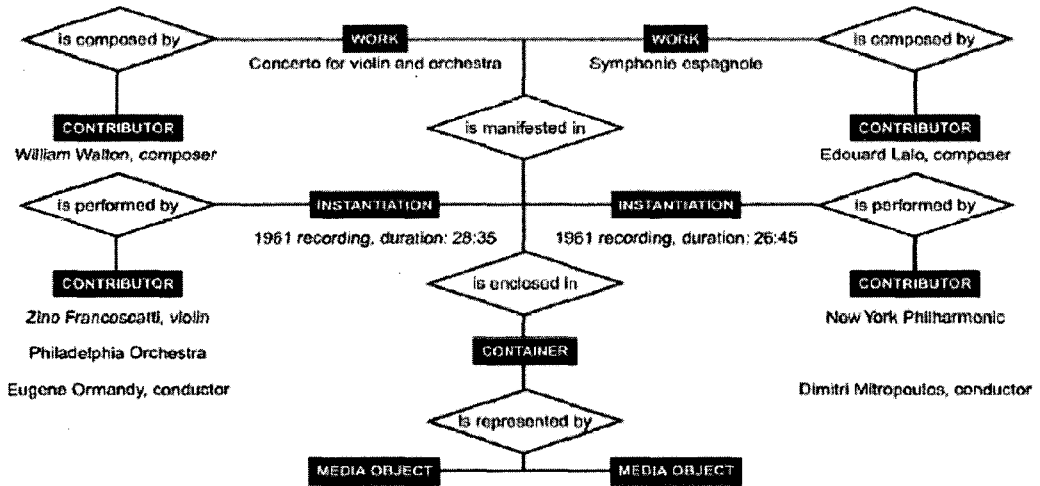 is composed by WORK WORK is composed by
Concerto for violin and orchestra Symphonie espagnole
CONTRIBUTOR is manifested in CONTRIBUTOR
William Walton, composer Edouard Lalo, composer
is performed by INSTANTIATION INSTANTIATION is performed by
1961 recording, duration: 28:35 1961 recording, duration: 26:45
CONTRIBUTOR is enclosed in CONTRIBUTOR
Zino Francescatti, violin New York Philharmonic
Philadelphia Orchestra CONTAINER
Eugene Ormandy, conductor Dimitri Mitropoulos, conductor
is represented by
MEDIA OBJECT MEDIA OBJECT